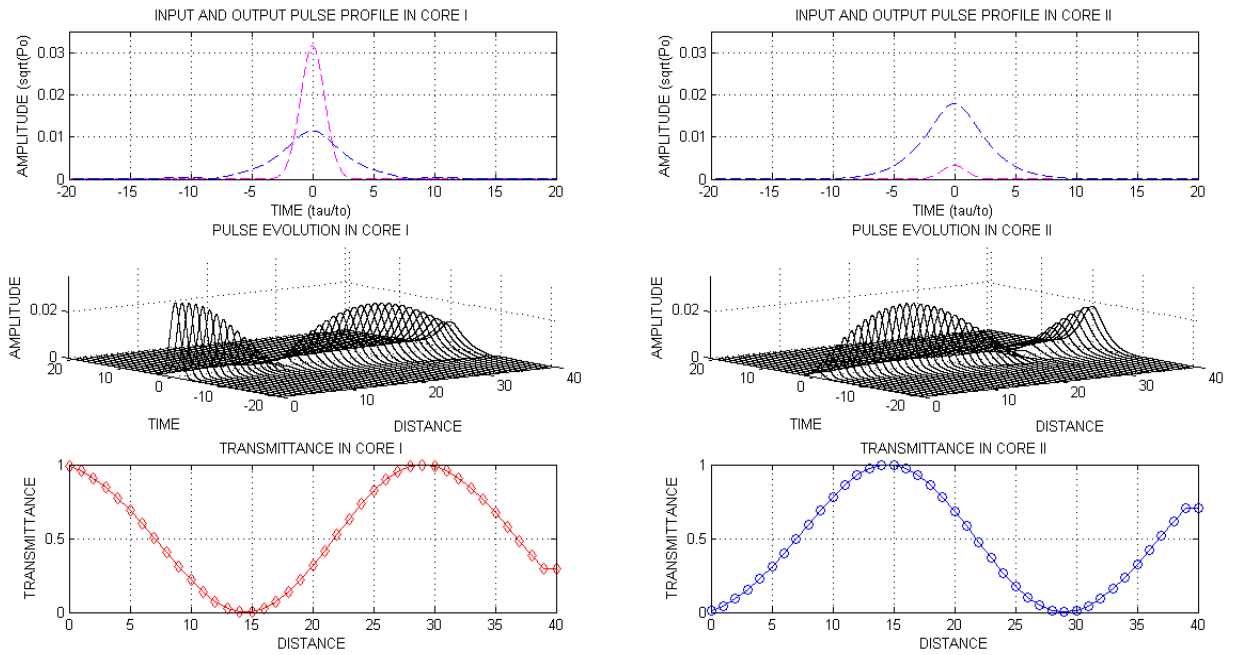 INPUT AND OUTPUT PULSE PROFILE IN CORE I
AMPLITUDE (sqrt(Po)
0.03
0.02
0.01
0
-20 -15 -10 -5 0 5 10 15 20
TIME (tau/to)
INPUT AND OUTPUT PULSE PROFILE IN CORE II
AMPLITUDE (sqrt(Po)
0.03
0.02
0.01
0
-20 -15 -10 -5 0 5 10 15 20
TIME (tau/to)
PULSE EVOLUTION IN CORE I
AMPLITUDE
0.02
0
20 10 0 -10 -20
TIME
0 10 20 30 40
DISTANCE
PULSE EVOLUTION IN CORE II
AMPLITUDE
0.02
0
20 10 0 -10 -20
TIME
0 10 20 30 40
DISTANCE
TRANSMITTANCE IN CORE I
TRANSMITTANCE
1
0.5
0
0 5 10 15 20 25 30 35 40
DISTANCE
TRANSMITTANCE IN CORE II
TRANSMITTANCE
1
0.5
0
0 5 10 15 20 25 30 35 40
DISTANCE